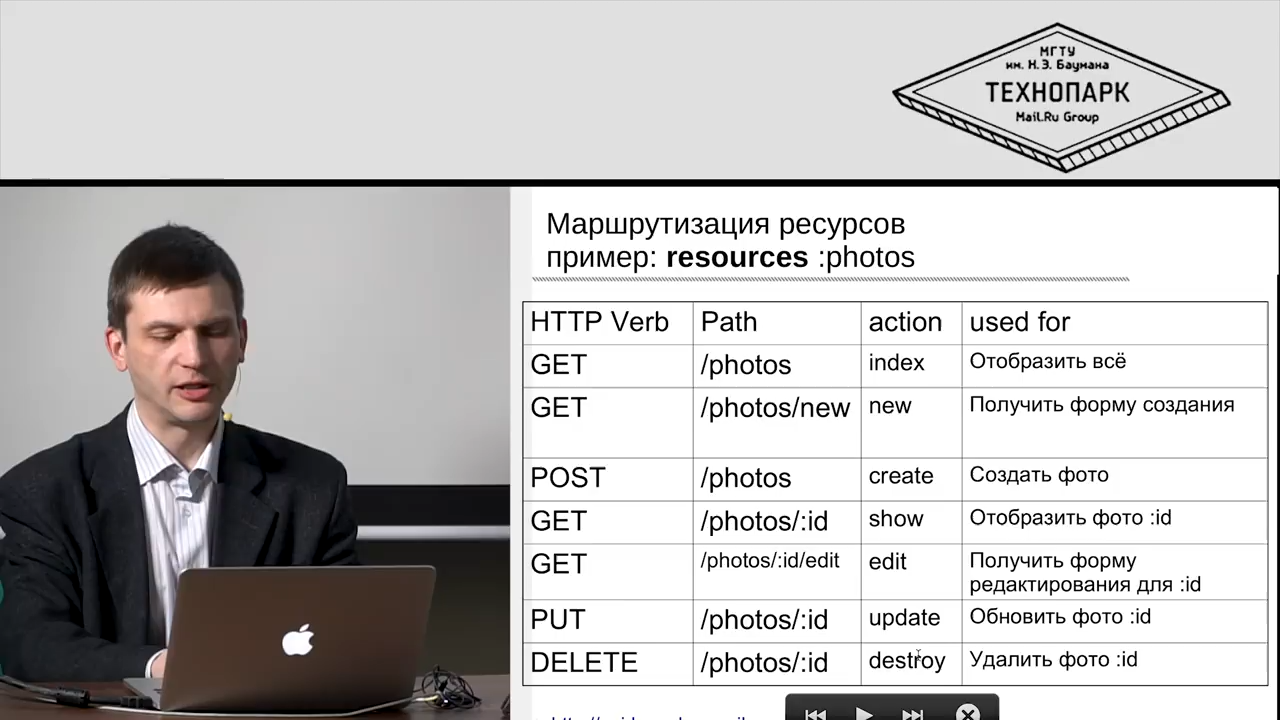 МГТУ
им. Н.Э. Баумана
ТЕХНОПАРК
Mail.Ru Group
Маршрутизация ресурсов
пример: resources :photos
HTTP Verb Path action used for
GET /photos index Отобразить всё
GET /photos/new new Получить форму создания
POST /photos create Создать фото
GET /photos/:id show Отобразить фото :id
GET /photos/:id/edit edit Получить форму
редактирования для :id
PUT /photos/:id update Обновить фото :id
DELETE /photos/:id destroy Удалить фото :id